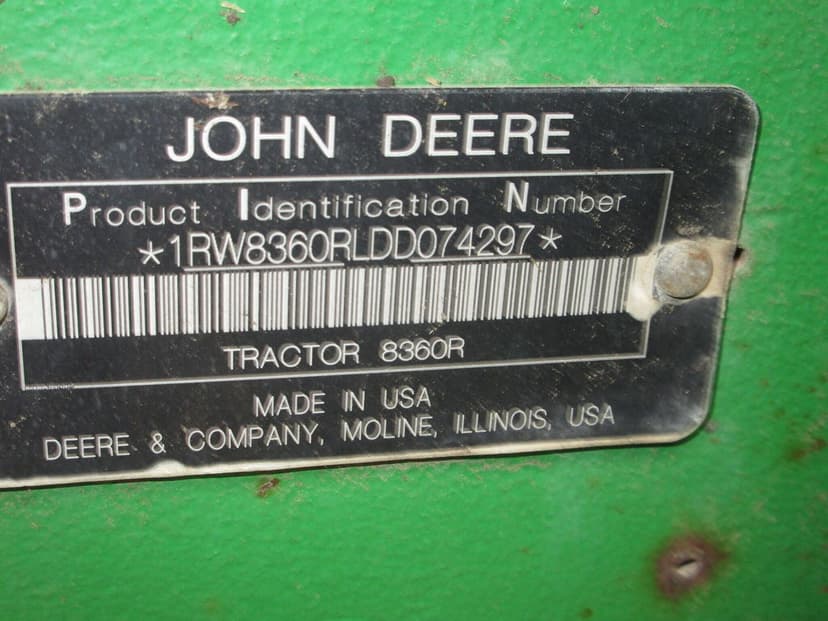 JOHN DEERE
Product Identification Number
*1RW8360RLDD074297*
TRACTOR 8360R
MADE IN USA
DEERE & COMPANY, MOLINE, ILLINOIS, USA